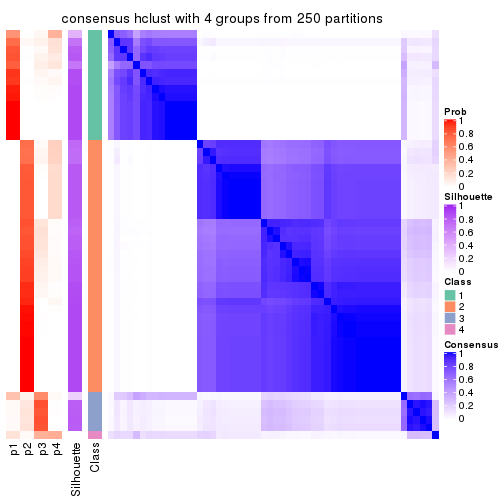 consensus hclust with 4 groups from 250 partitions
Prob
1
0.8
0.6
0.4
0.2
0
Silhouette
1
0.8
0.6
0.4
0.2
0
Class
1
2
3
4
Consensus
1
0.8
0.6
0.4
0.2
0
p1
p2
p3
p4
Silhouette
Class